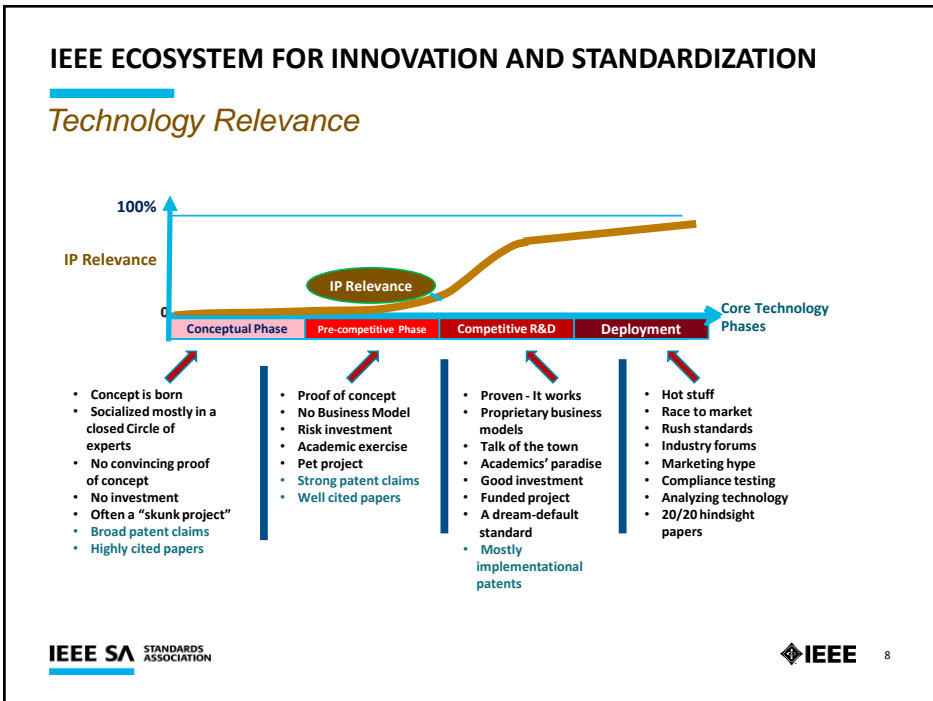 IEEE ECOSYSTEM FOR INNOVATION AND STANDARDIZATION
Technology Relevance
100%
IP Relevance
IP Relevance
0
Core Technology
Phases
Conceptual Phase
Pre-competitive Phase
Competitive R&D
Deployment
• Concept is born
• Socialized mostly in a
closed Circle of
experts
• No convincing proof
of concept
• No investment
• Often a “skunk project”
• Broad patent claims
• Highly cited papers
• Proof of concept
• No Business Model
• Risk investment
• Academic exercise
• Pet project
• Strong patent claims
• Well cited papers
• Proven - It works
• Proprietary business
models
• Talk of the town
• Academics’ paradise
• Good investment
• Funded project
• A dream-default
standard
• Mostly
implementational
patents
• Hot stuff
• Race to market
• Rush standards
• Industry forums
• Marketing hype
• Compliance testing
• Analyzing technology
• 20/20 hindsight
papers
IEEE SA STANDARDS
ASSOCIATION
IEEE
8